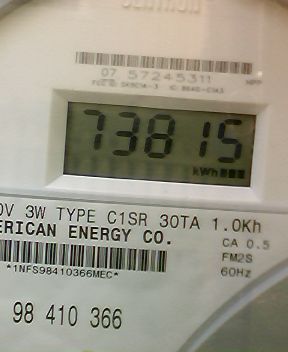 07 57245311
73815
kWh
0V 3W TYPE C1SR 30TA 1.0Kh
ERICAN ENERGY CO.
CA 0.5
FM2S
60Hz
*1NFS98410366MEC*
98 410 366